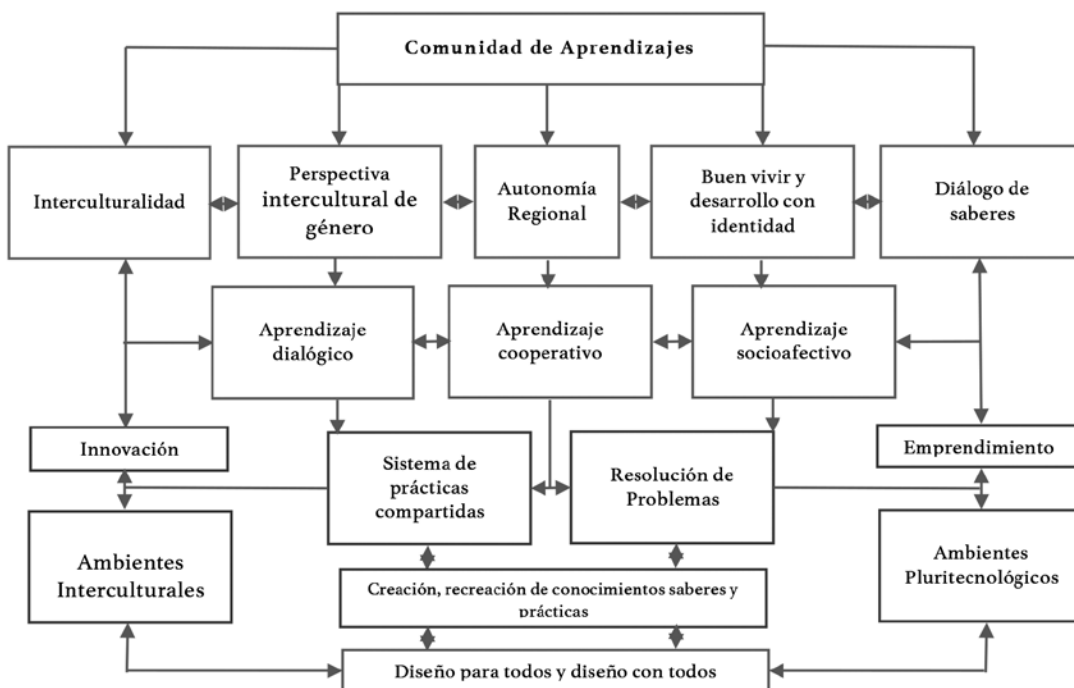 Comunidad de Aprendizajes
Interculturalidad
Perspectiva
intercultural de
género
Autonomía
Regional
Buen vivir y
desarrollo con
identidad
Diálogo de
saberes
Aprendizaje
dialógico
Aprendizaje
cooperativo
Aprendizaje
socioafectivo
Innovación
Sistema de
prácticas
compartidas
Resolución de
Problemas
Emprendimiento
Ambientes
Interculturales
Ambientes
Pluritecnológicos
Creación, recreación de conocimientos saberes y
prácticas
Diseño para todos y diseño con todos